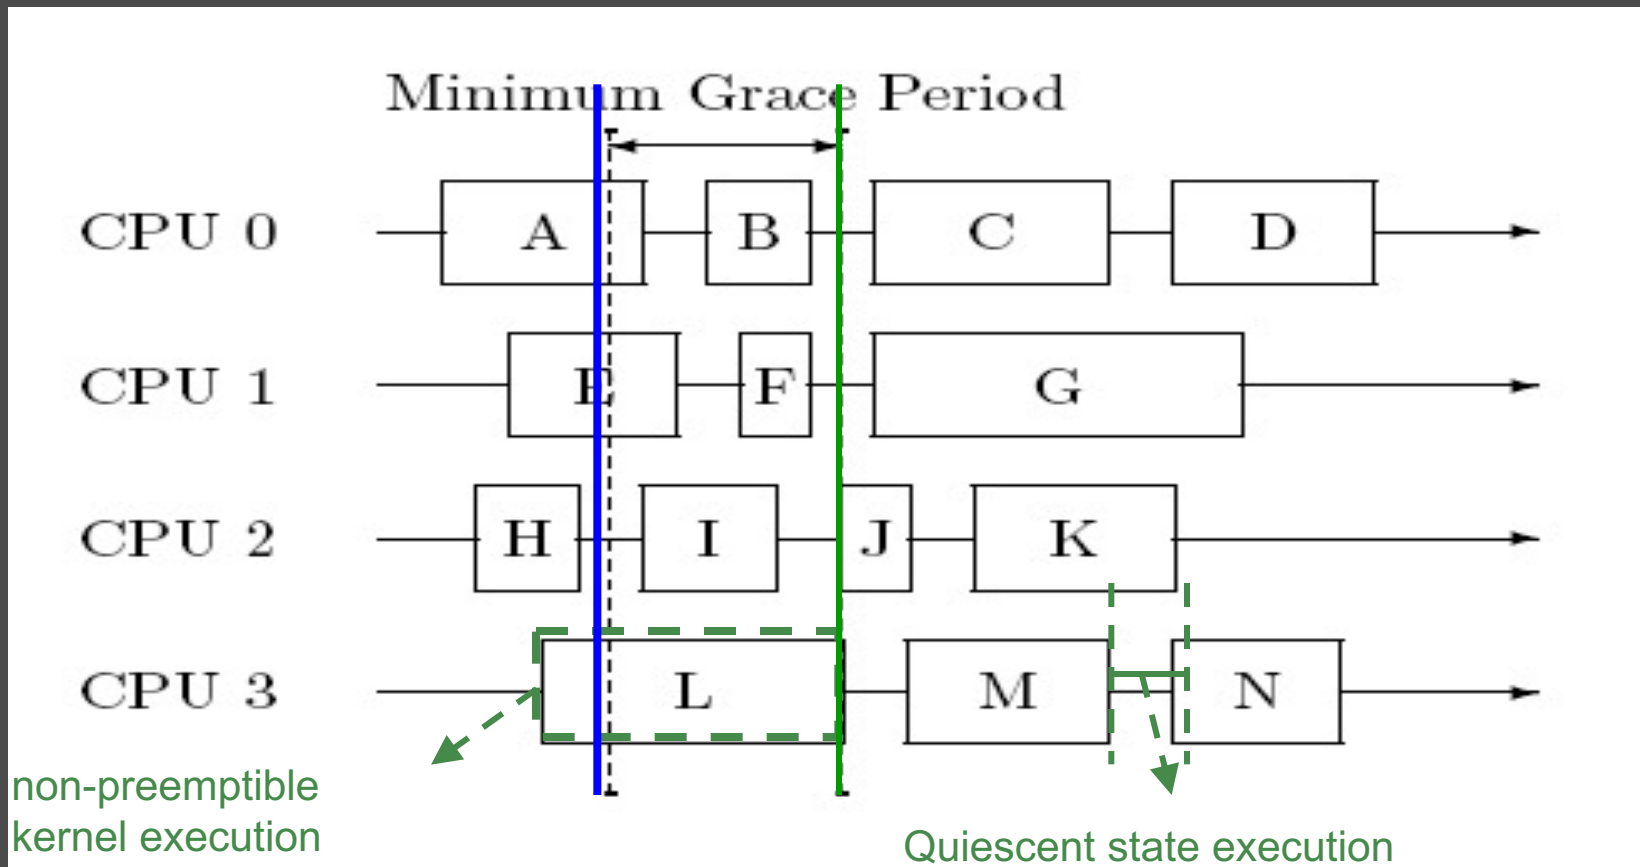 Minimum Grace Period
CPU 0 A B C D
CPU 1 E F G
CPU 2 H I J K
CPU 3 L M N
non-preemptible
kernel execution
Quiescent state execution